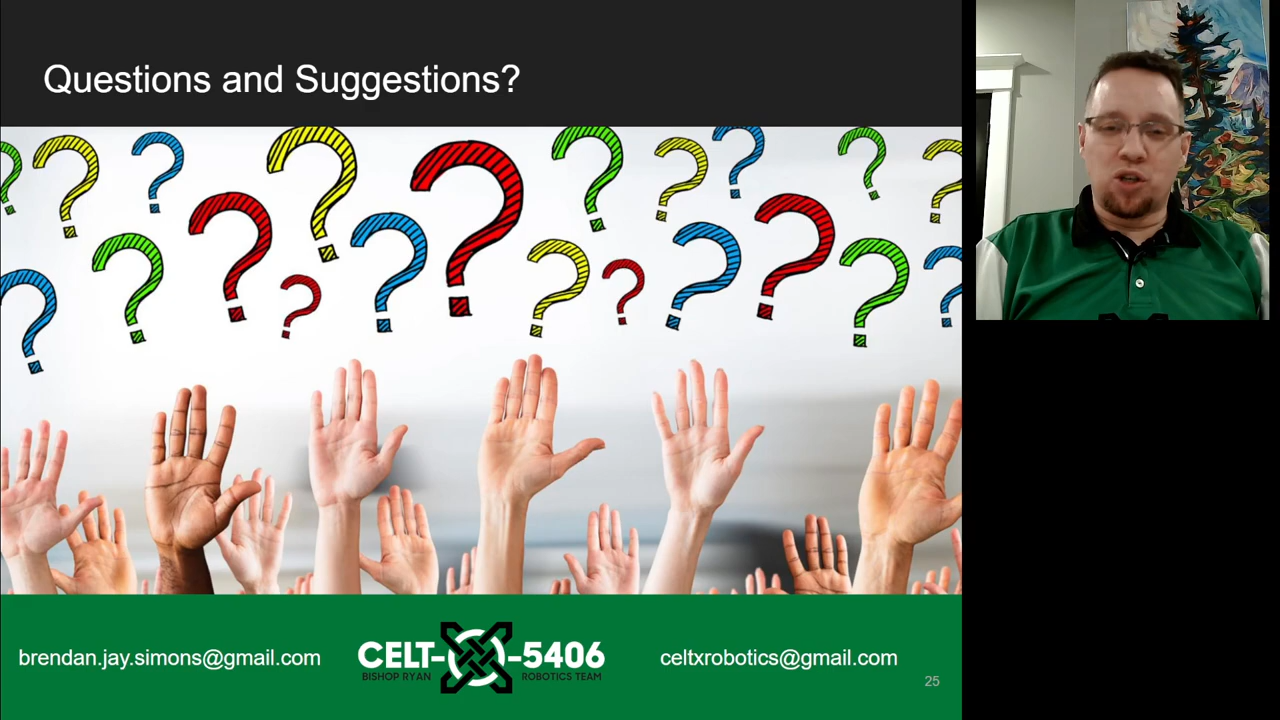 Questions and Suggestions?
brendan.jay.simons@gmail.com
CELT-X-5406
BISHOP RYAN ROBOTICS TEAM
celtxrobotics@gmail.com
25